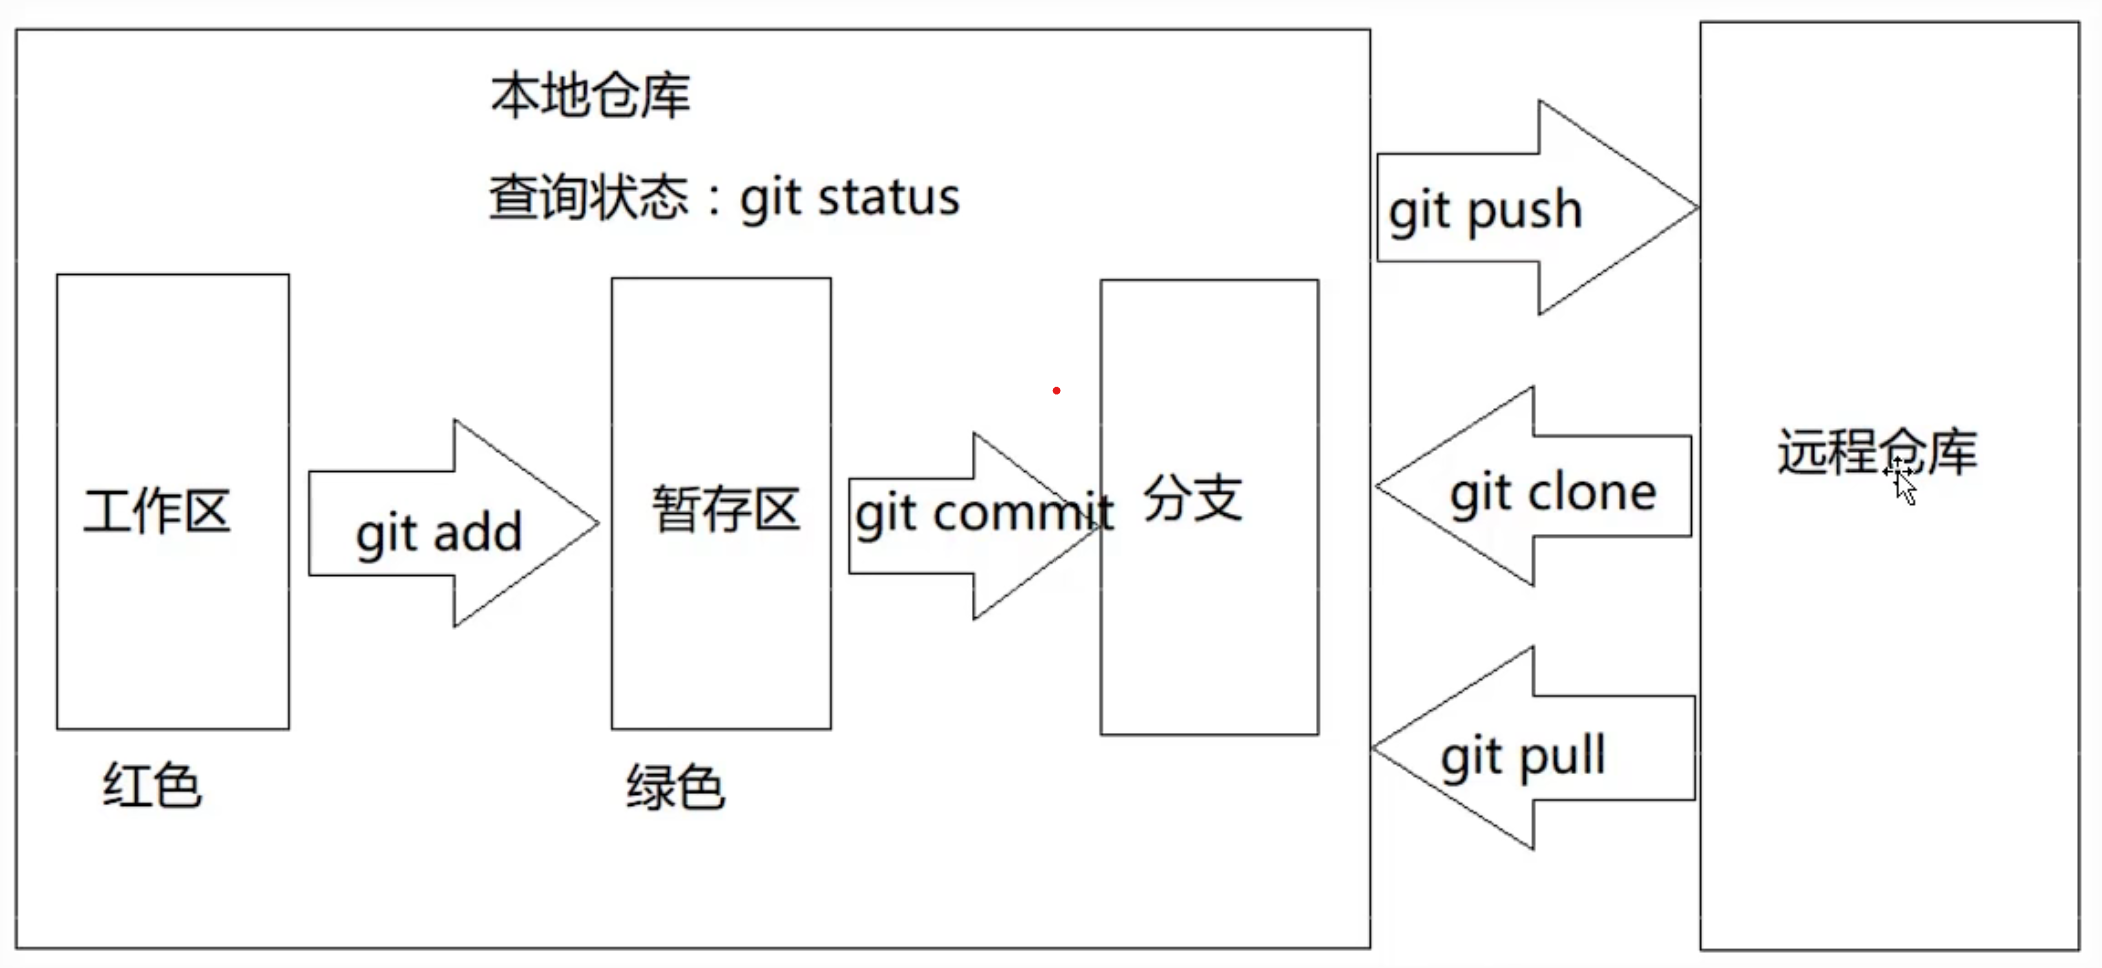 本地仓库
查询状态：git status
工作区
git add
暂存区
git commit
分支
红色
绿色
git push
git clone
git pull
远程仓库